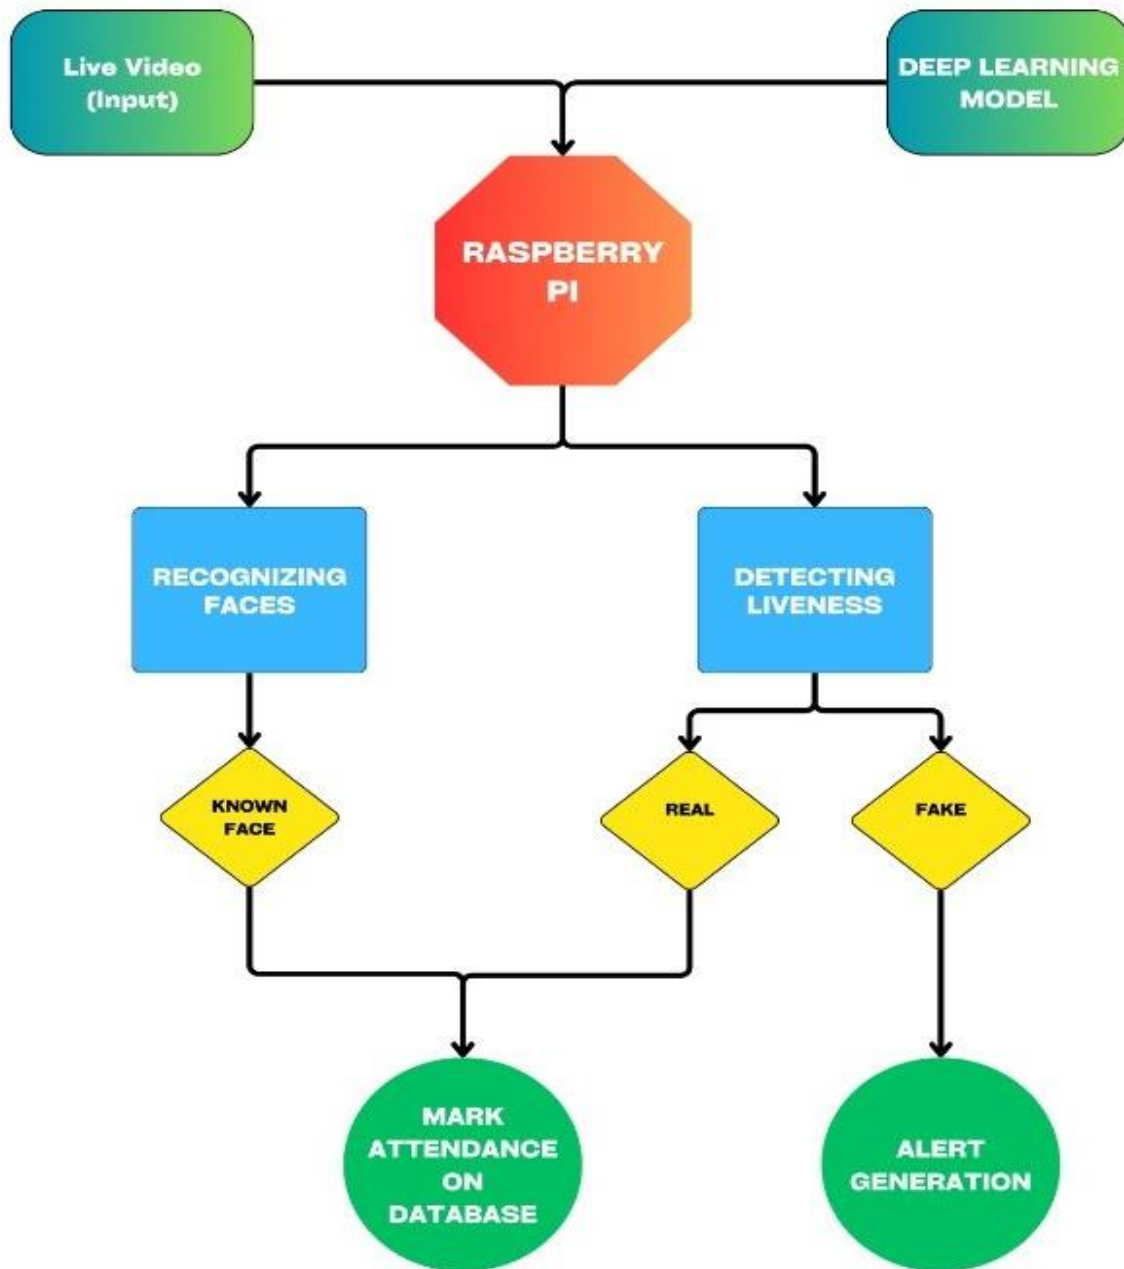 Live Video
(Input)
DEEP LEARNING
MODEL
RASPBERRY
PI
RECOGNIZING
FACES
DETECTING
LIVENESS
KNOWN
FACE
REAL
FAKE
MARK
ATTENDANCE
ON
DATABASE
ALERT
GENERATION